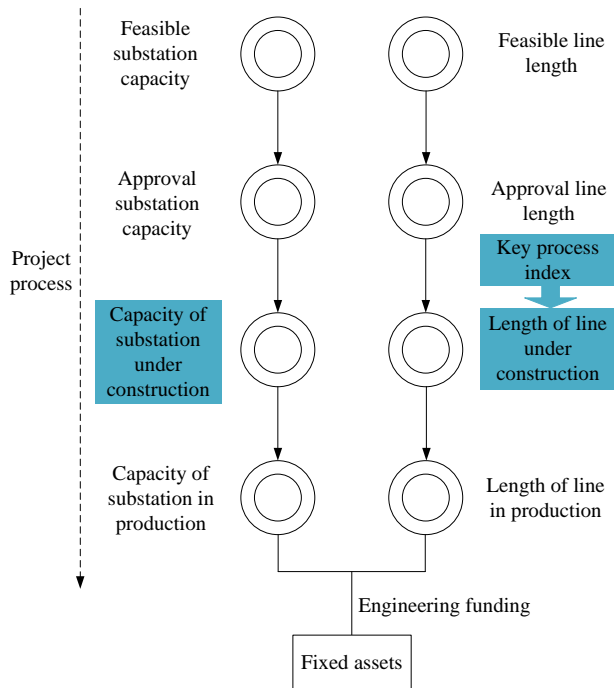 Feasible
substation
capacity
Feasible line
length
Approval
substation
capacity
Approval line
length
Key process
index
Project
process
Capacity of
substation
under
construction
Length of line
under
construction
Capacity of
substation in
production
Length of line
in production
Engineering funding
Fixed assets